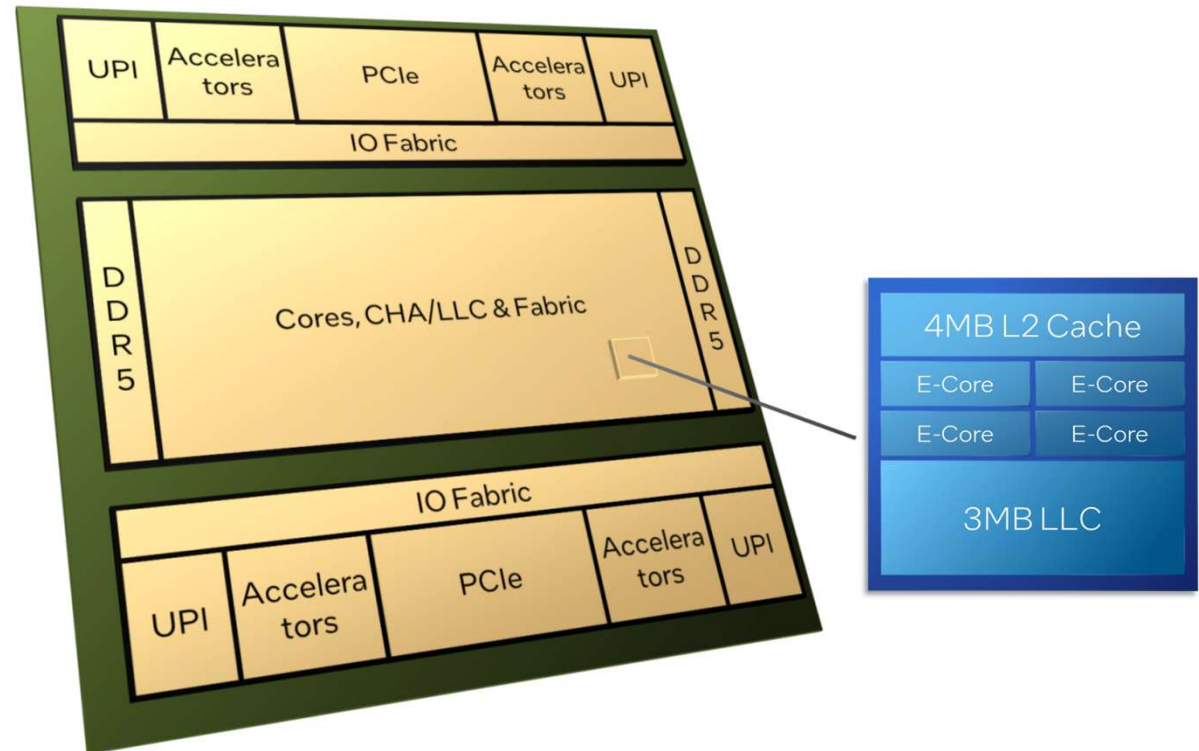 UPI
Accelera
tors
PCIe
Accelera
tors
UPI
IO Fabric
D
D
R
5
Cores, CHA/LLC & Fabric
D
D
R
5
IO Fabric
UPI
Accelera
tors
PCIe
Accelera
tors
UPI
4MB L2 Cache
E-Core
E-Core
E-Core
E-Core
3MB LLC